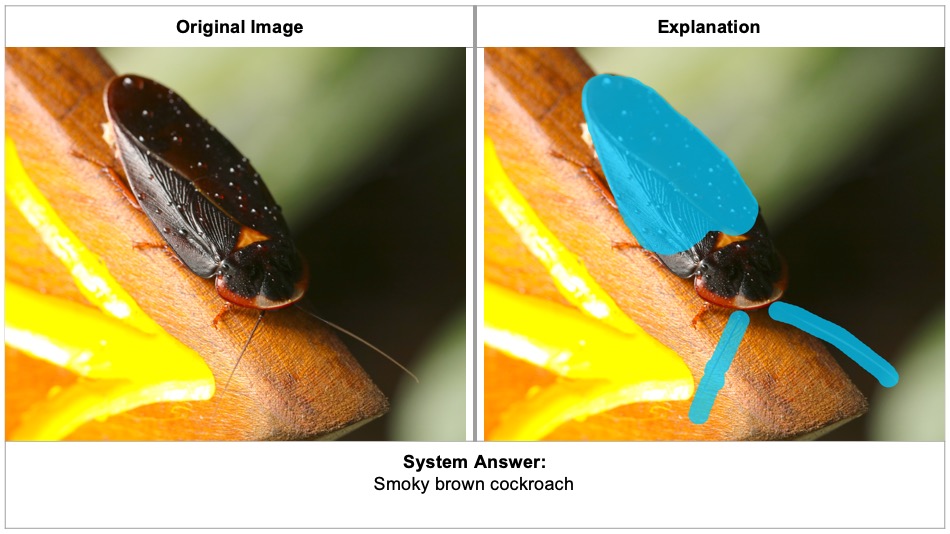 Original Image
Explanation
System Answer:
Smoky brown cockroach